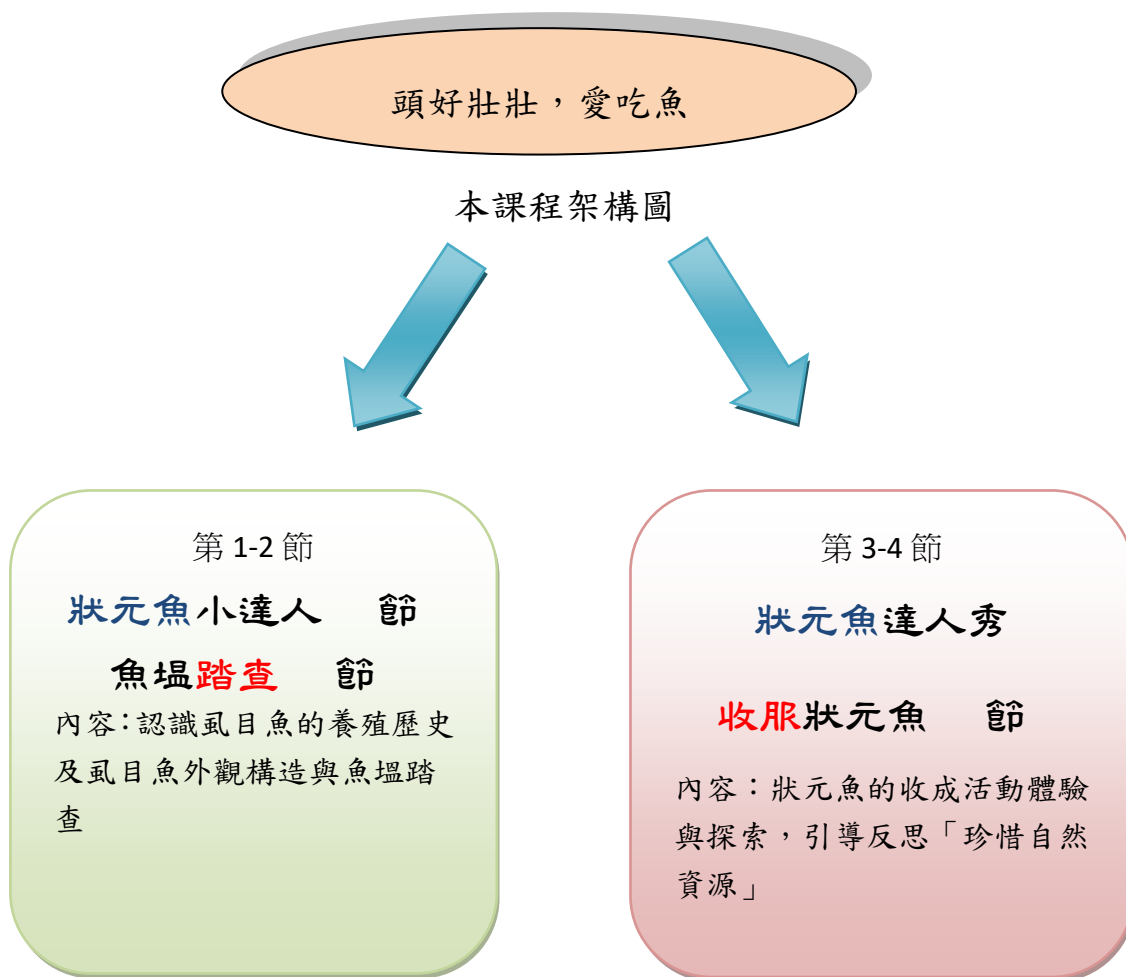 頭好壯壯，愛吃魚
本課程架構圖
第 1-2 節
狀元魚小達人 節
魚塭踏查 節
內容：認識虱目魚的養殖歷史
及虱目魚外觀構造與魚塭踏
查
第 3-4 節
狀元魚達人秀
收服狀元魚 節
內容：狀元魚的收成活動體驗
與探索，引導反思「珍惜自然
資源」